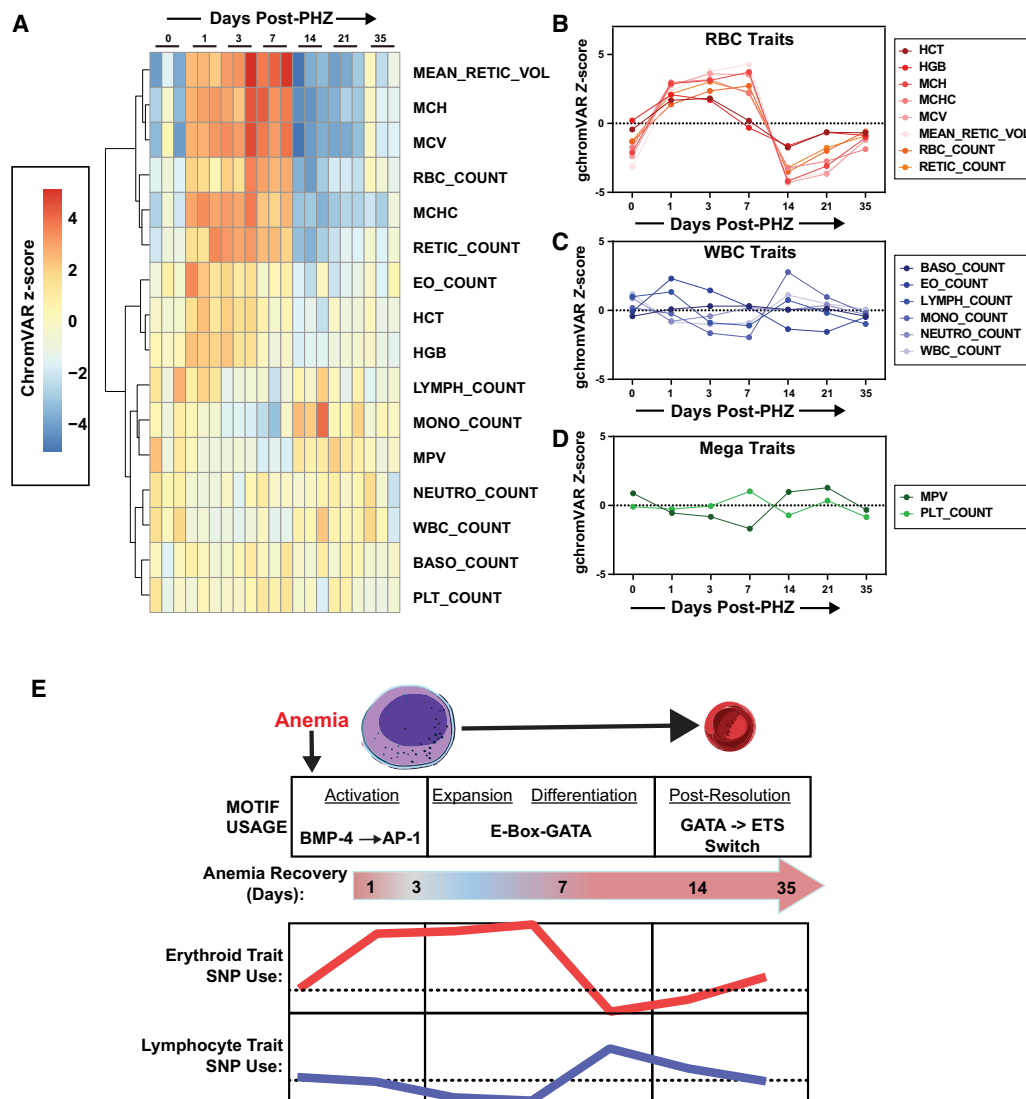 A
Days Post-PHZ
0 1 3 7 14 21 35
MEAN_RETIC_VOL
MCH
MCV
RBC_COUNT
MCHC
RETIC_COUNT
EO_COUNT
HCT
HGB
LYMPH_COUNT
MONO_COUNT
MPV
NEUTRO_COUNT
WBC_COUNT
BASO_COUNT
PLT_COUNT
ChromVAR z-score
4
2
0
−2
−4
B
RBC Traits
gchromVAR Z-score
5
0
-5
0 1 3 7 14 21 35
Days Post-PHZ
HCT
HGB
MCH
MCHC
MCV
MEAN_RETIC_VOL
RBC_COUNT
RETIC_COUNT
C
WBC Traits
gchromVAR Z-score
5
0
-5
0 1 3 7 14 21 35
Days Post-PHZ
BASO_COUNT
EO_COUNT
LYMPH_COUNT
MONO_COUNT
NEUTRO_COUNT
WBC_COUNT
D
Mega Traits
gchromVAR Z-score
5
0
-5
0 1 3 7 14 21 35
Days Post-PHZ
MPV
PLT_COUNT
E
Anemia
MOTIF
USAGE
Activation
BMP-4 →AP-1
Expansion Differentiation
E-Box-GATA
Post-Resolution
GATA -> ETS
Switch
Anemia Recovery
(Days):
1 3 7 14 35
Erythroid Trait
SNP Use:
Lymphocyte Trait
SNP Use: